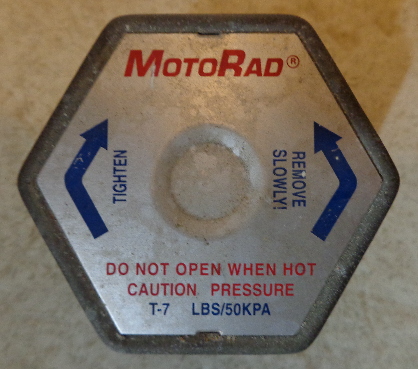 MOTORAD®
TIGHTEN
REMOVE
SLOWLY!
DO NOT OPEN WHEN HOT
CAUTION PRESSURE
T-7 LBS/50KPA